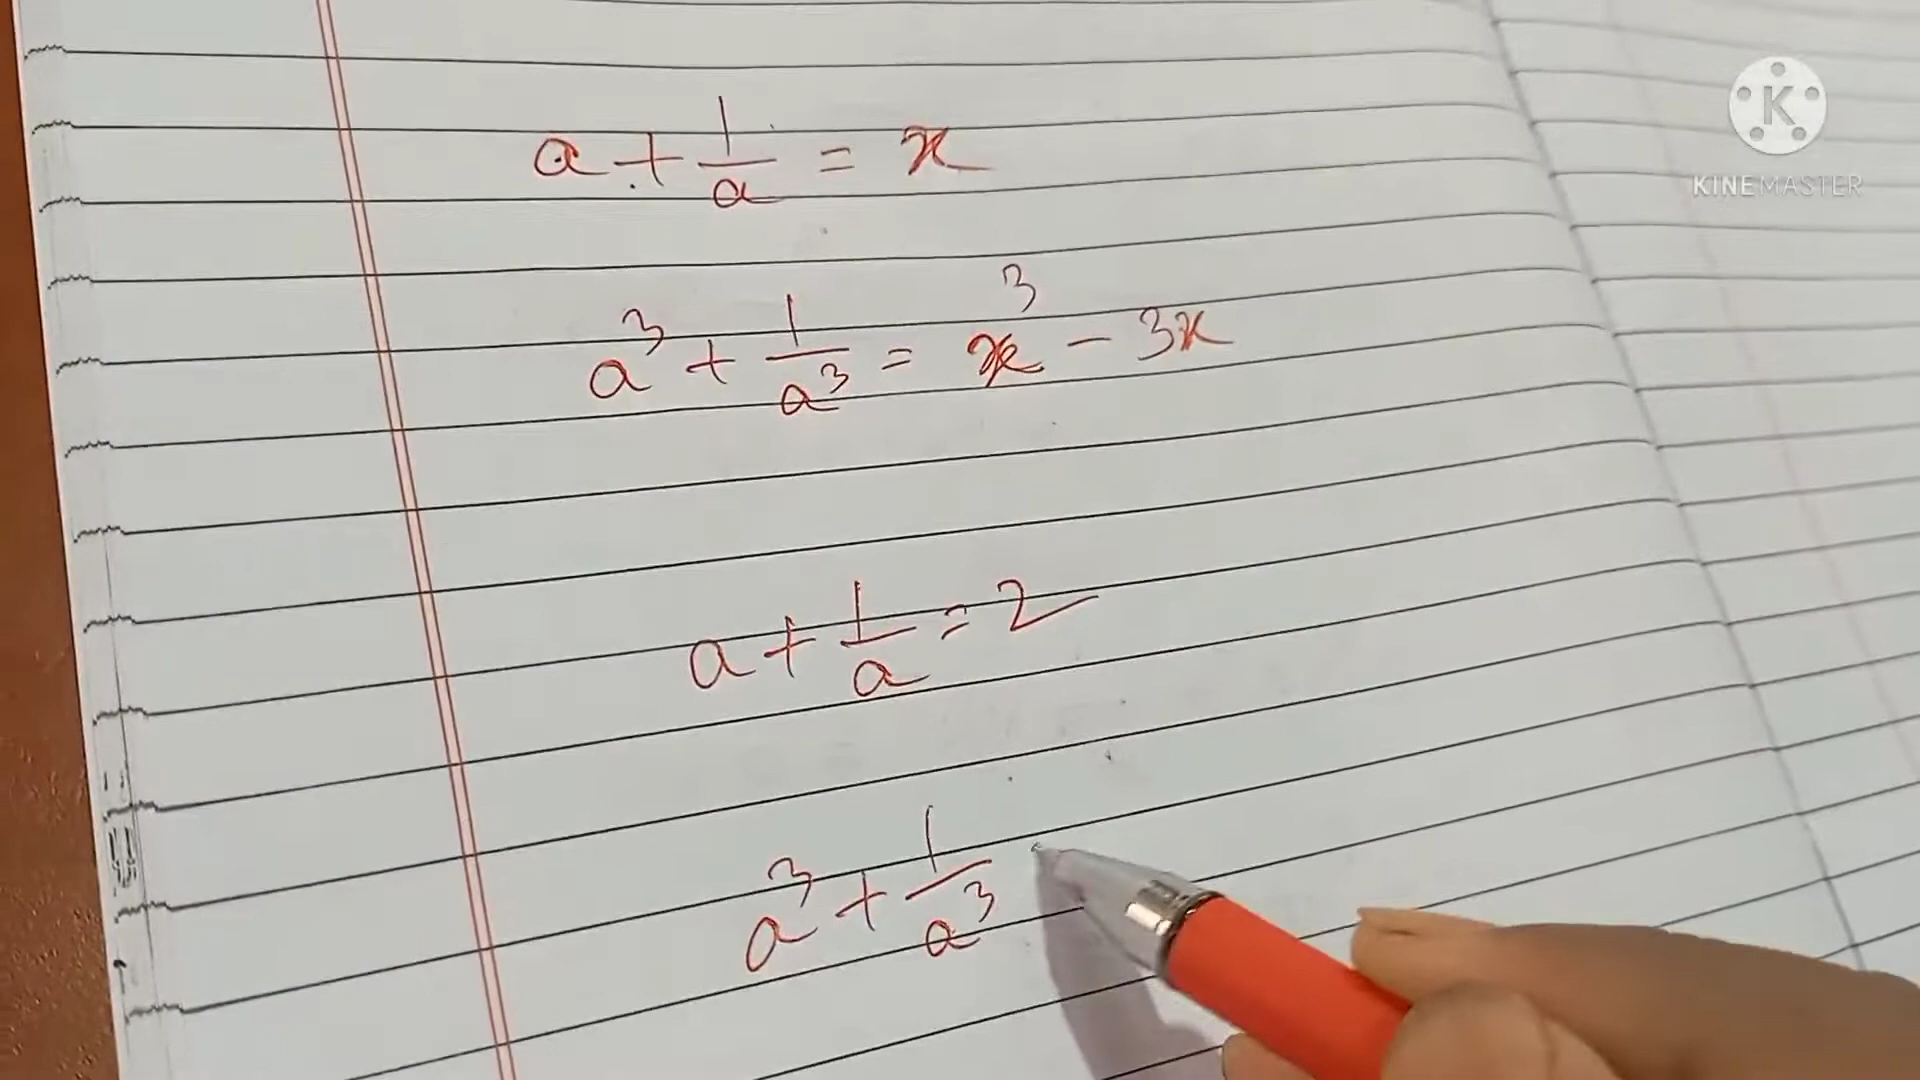 a + 1/a = x
K
KINEMASTER
a³ + 1/a³ = x³ - 3x
a + 1/a = 2
a³ + 1/a³